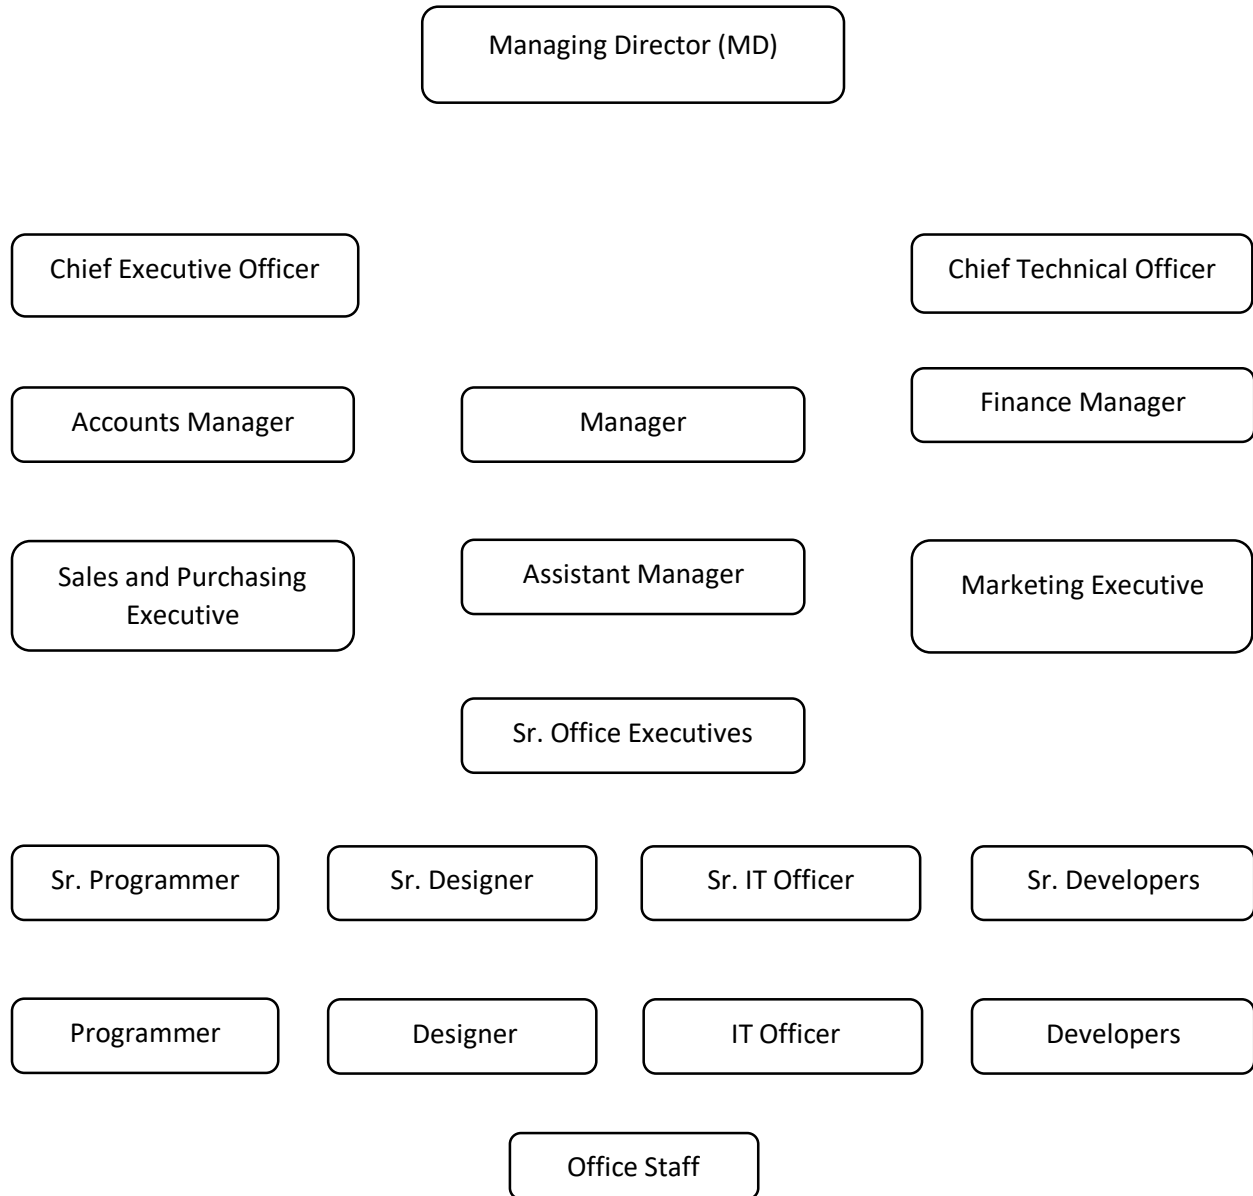 Managing Director (MD)
Chief Executive Officer
Chief Technical Officer
Accounts Manager
Manager
Finance Manager
Sales and Purchasing
Executive
Assistant Manager
Marketing Executive
Sr. Office Executives
Sr. Programmer
Sr. Designer
Sr. IT Officer
Sr. Developers
Programmer
Designer
IT Officer
Developers
Office Staff